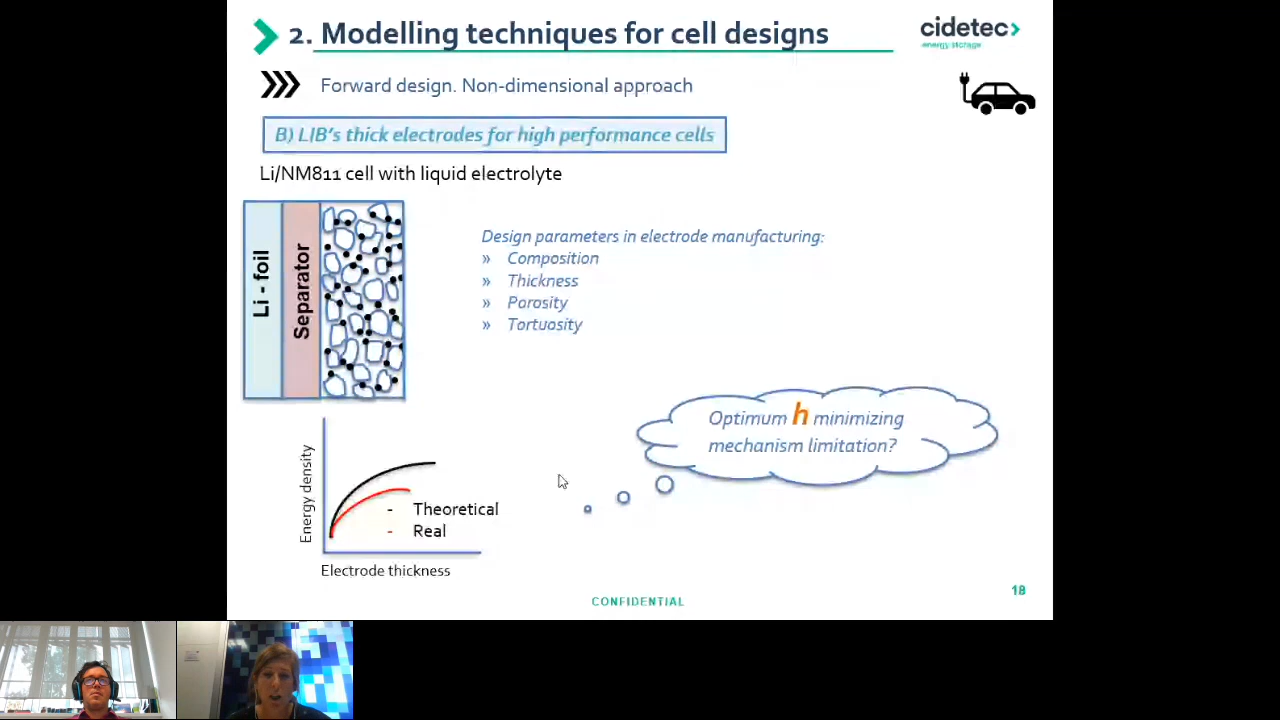 2. Modelling techniques for cell designs
cidetec
energy storage
Forward design. Non-dimensional approach
B) LIB's thick electrodes for high performance cells
Li/NM811 cell with liquid electrolyte
Li - foil
Separator
Design parameters in electrode manufacturing:
» Composition
» Thickness
» Porosity
» Tortuosity
Optimum h minimizing
mechanism limitation?
Energy density
- Theoretical
- Real
Electrode thickness
CONFIDENTIAL
18